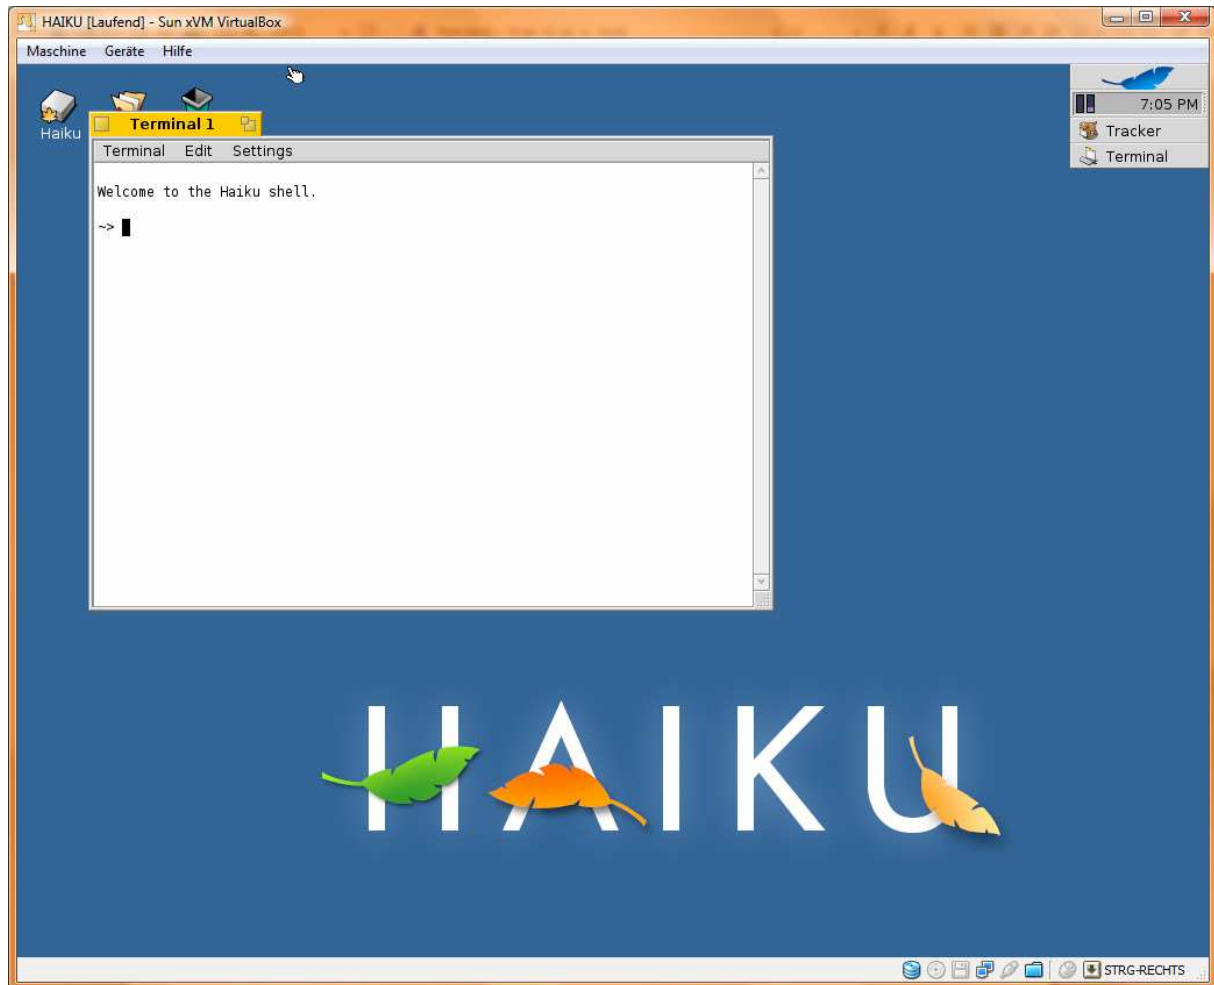 HAIKU [Laufend] - Sun xVM VirtualBox
Maschine Geräte Hilfe
7:05 PM
Haiku
Terminal 1
Tracker
Terminal Edit Settings
Terminal
Welcome to the Haiku shell.
~>
HAIKU
STRG-RECHTS